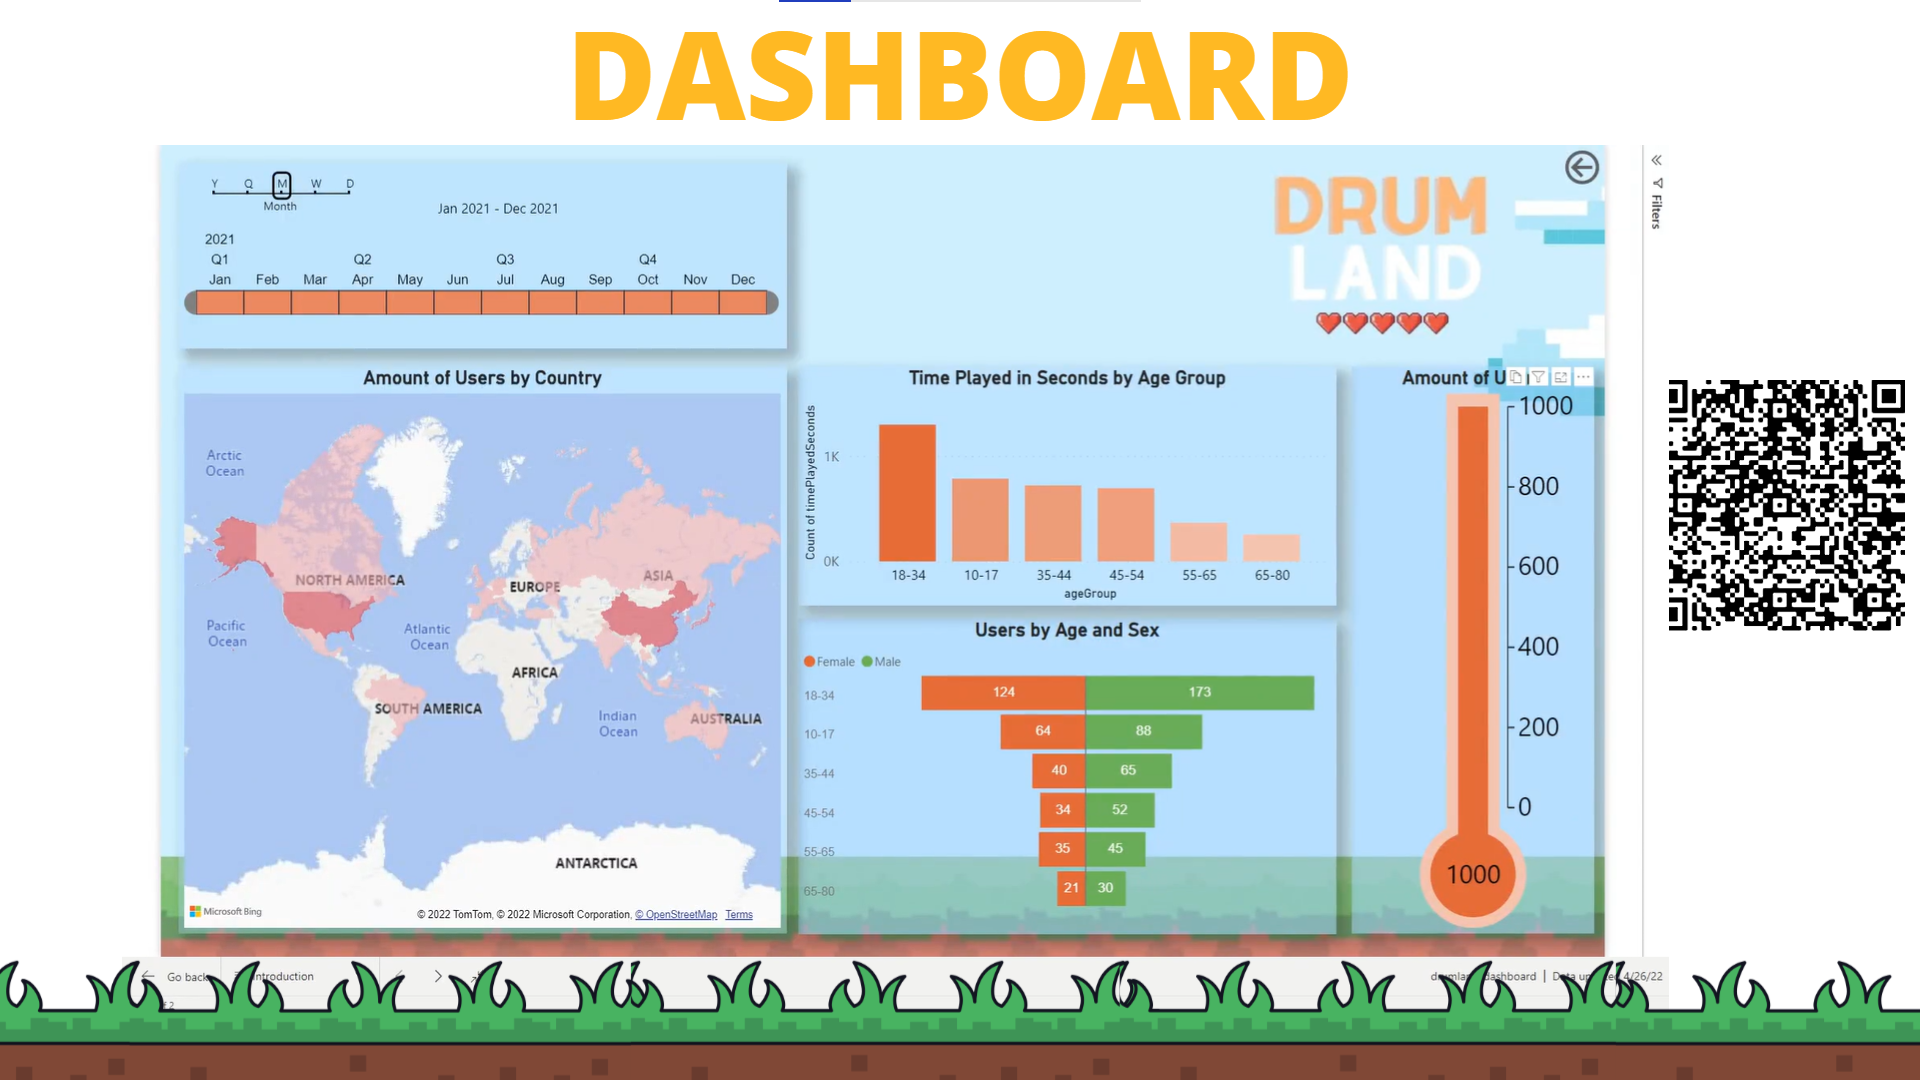 DASHBOARD
Y Q M W D
Month
Jan 2021 - Dec 2021
2021
Q1 Q2 Q3 Q4
Jan Feb Mar Apr May Jun Jul Aug Sep Oct Nov Dec
DRUM
LAND
Filters
Amount of Users by Country
Arctic
Ocean
NORTH AMERICA
EUROPE
ASIA
Pacific
Ocean
Atlantic
Ocean
AFRICA
SOUTH AMERICA
Indian
Ocean
AUSTRALIA
ANTARCTICA
Microsoft Bing
© 2022 TomTom, © 2022 Microsoft Corporation, © OpenStreetMap Terms
Time Played in Seconds by Age Group
Count of timePlayedSeconds
1K
0K
18-34 10-17 35-44 45-54 55-65 65-80
ageGroup
Users by Age and Sex
Female Male
18-34 124 173
10-17 64 88
35-44 40 65
45-54 34 52
55-65 35 45
65-80 21 30
Amount of U
1000
800
600
400
200
0
1000
Go back
ntroduction
dashboard | Data 4/26/22
2